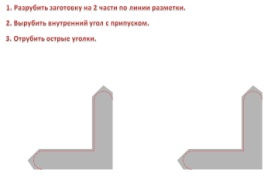 1. Разрубить заготовку на 2 части по линии разметки.
2. Вырубить внутренний угол с припуском.
3. Отрубить острые уголки.